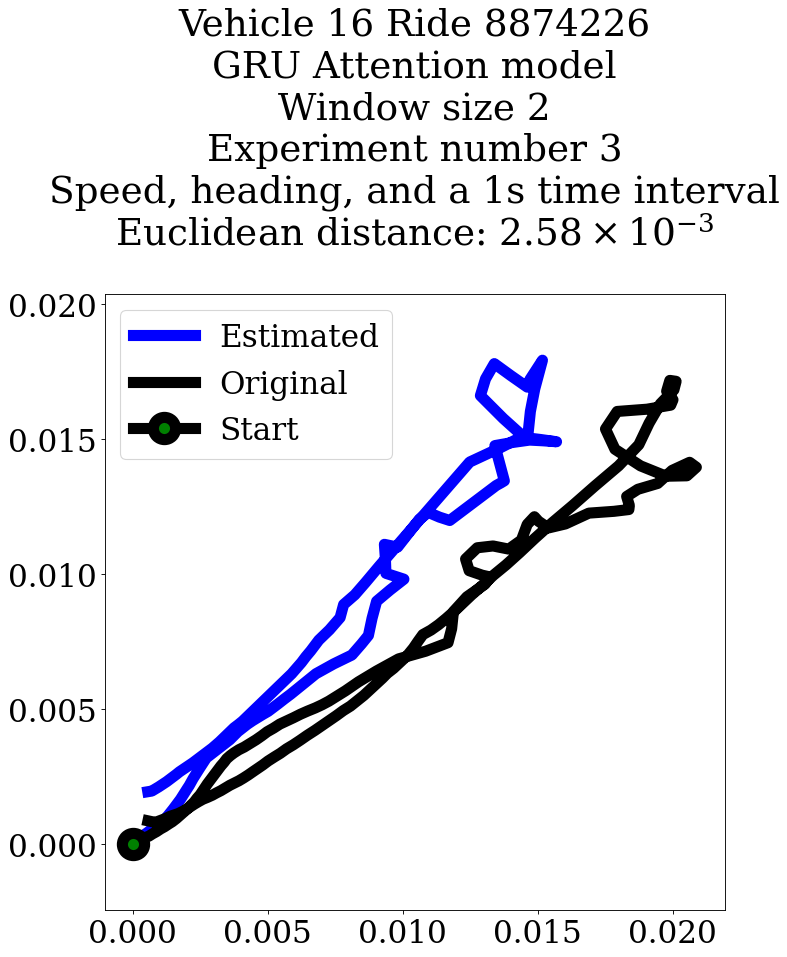 Vehicle 16 Ride 8874226
GRU Attention model
Window size 2
Experiment number 3
Speed, heading, and a 1s time interval
Euclidean distance: 2.58 × 10⁻³
0.020
0.015
0.010
0.005
0.000
Estimated
Original
Start
0.000 0.005 0.010 0.015 0.020